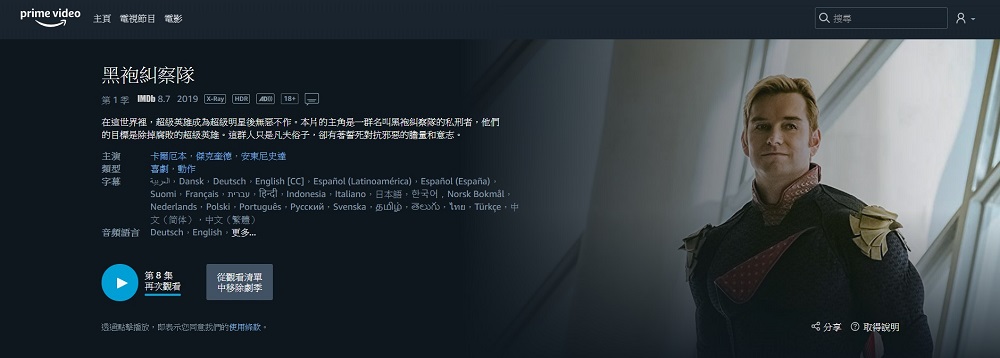 prime video 主頁 電視節目 電影 搜尋
黑袍糾察隊
第 1 季 IMDb 8.7 2019 X-Ray HDR AD)) 18+
在這世界裡，超級英雄成為超級明星後無惡不作。本片的主角是一群名叫黑袍糾察隊的私刑者，他們
的目標是除掉腐敗的超級英雄。這群人只是凡夫俗子，卻有著誓死對抗邪惡的膽量和意志。
主演 卡爾厄本，傑克奎德，安東尼史達
類型 喜劇，動作
字幕 العربية，Dansk，Deutsch，English [CC]，Español (Latinoamérica)，Español (España)，
Suomi，Français，עברית，हिन्दी，Indonesia，Italiano，日本語，한국어，Norsk Bokmål，
Nederlands，Polski，Português，Русский，Svenska，தமிழ்，తెలుగు，ไทย，Türkçe，中
文（简体），中文（繁體）
音頻語言 Deutsch，English，更多...
第 8 集
再次觀看
從觀看清單
中移除劇季
透過點擊播放，即表示您同意我們的使用條款。
分享 取得說明